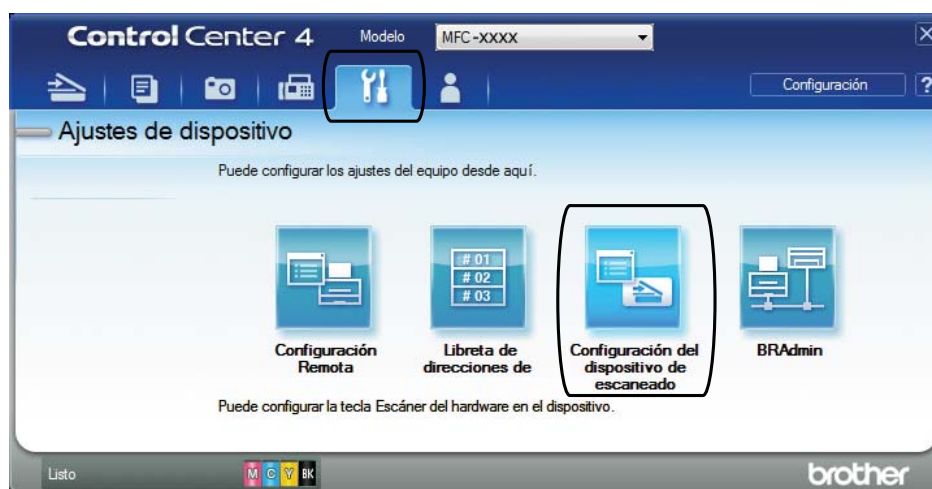 Control Center 4 Modelo MFC-XXXX
Configuración ?
Ajustes de dispositivo
Puede configurar los ajustes del equipo desde aquí.
# 01
# 02
# 03
Configuración
Remota
Libreta de
direcciones de
Configuración del
dispositivo de
escaneado
BRAdmin
Puede configurar la tecla Escáner del hardware en el dispositivo.
Listo M C Y BK brother